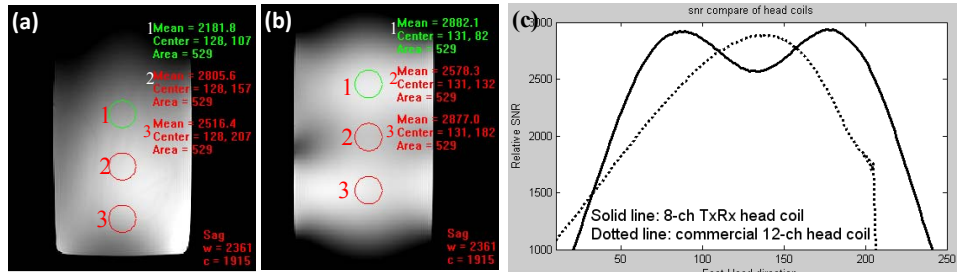 (a)
1
Mean = 2181.8
Center = 128, 107
Area = 529
2
Mean = 2805.6
Center = 128, 157
Area = 529
3
Mean = 2516.4
Center = 128, 207
Area = 529
1
2
3
Sag
w = 2361
c = 1915
(b)
1
Mean = 2882.1
Center = 131, 82
Area = 529
2
Mean = 2578.3
Center = 131, 132
Area = 529
3
Mean = 2877.0
Center = 131, 182
Area = 529
1
2
3
Sag
w = 2361
c = 1915
(c)
snr compare of head coils
3000
2500
2000
1500
1000
Relative SNR
Solid line: 8-ch TxRx head coil
Dotted line: commercial 12-ch head coil
50
100
150
200
250
Foot Head direction